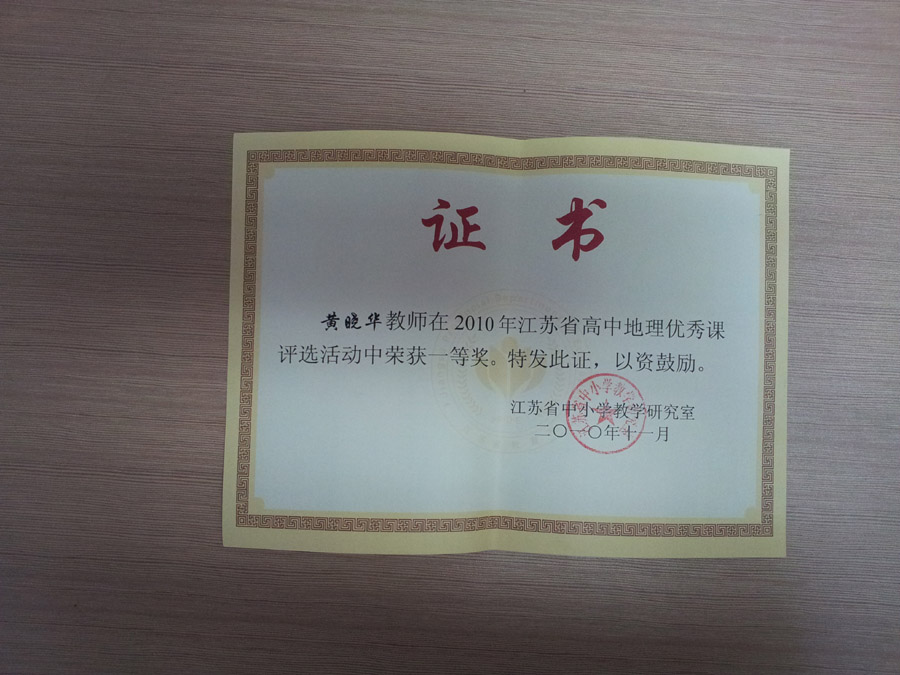 证 书
黄晓华教师在2010年江苏省高中地理优秀课
评选活动中荣获一等奖。特发此证，以资鼓励。
江苏省中小学教学研究室
二〇一〇年十一月